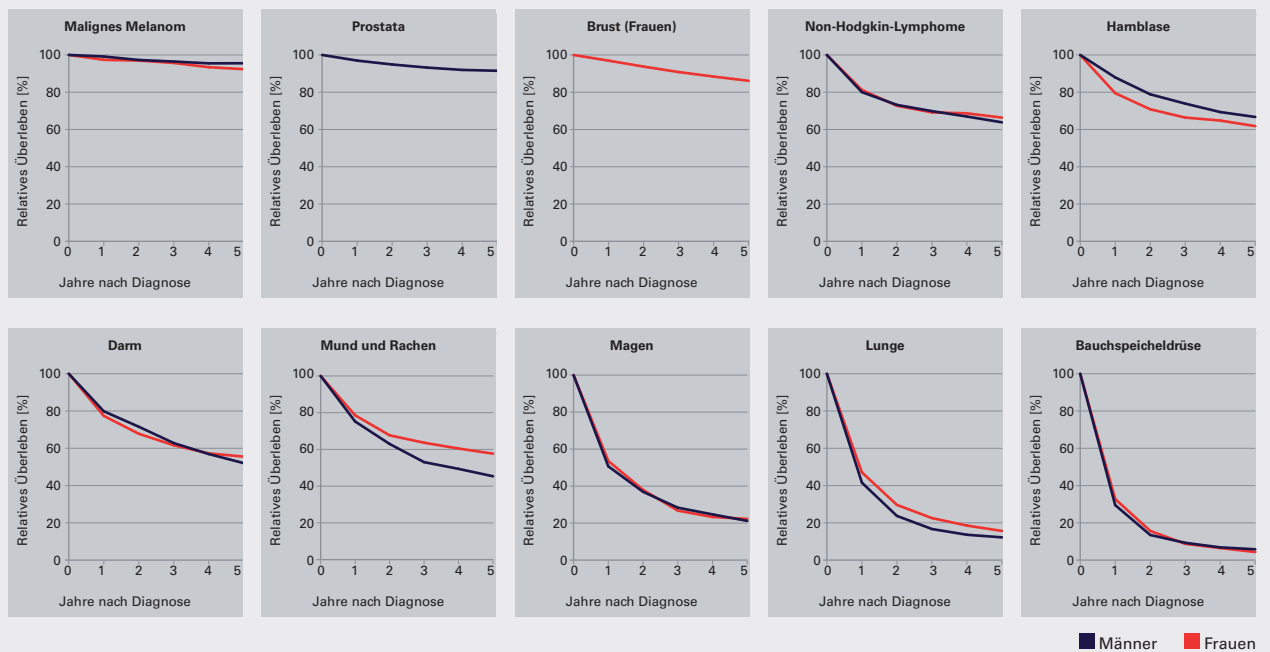 Malignes Melanom
Relatives Überleben [%]
100
80
60
40
20
0
0 1 2 3 4 5
Jahre nach Diagnose
Prostata
Relatives Überleben [%]
100
80
60
40
20
0
0 1 2 3 4 5
Jahre nach Diagnose
Brust (Frauen)
Relatives Überleben [%]
100
80
60
40
20
0
0 1 2 3 4 5
Jahre nach Diagnose
Non-Hodgkin-Lymphome
Relatives Überleben [%]
100
80
60
40
20
0
0 1 2 3 4 5
Jahre nach Diagnose
Harnblase
Relatives Überleben [%]
100
80
60
40
20
0
0 1 2 3 4 5
Jahre nach Diagnose
Darm
Relatives Überleben [%]
100
80
60
40
20
0
0 1 2 3 4 5
Jahre nach Diagnose
Mund und Rachen
Relatives Überleben [%]
100
80
60
40
20
0
0 1 2 3 4 5
Jahre nach Diagnose
Magen
Relatives Überleben [%]
100
80
60
40
20
0
0 1 2 3 4 5
Jahre nach Diagnose
Lunge
Relatives Überleben [%]
100
80
60
40
20
0
0 1 2 3 4 5
Jahre nach Diagnose
Bauchspeicheldrüse
Relatives Überleben [%]
100
80
60
40
20
0
0 1 2 3 4 5
Jahre nach Diagnose
Männer Frauen